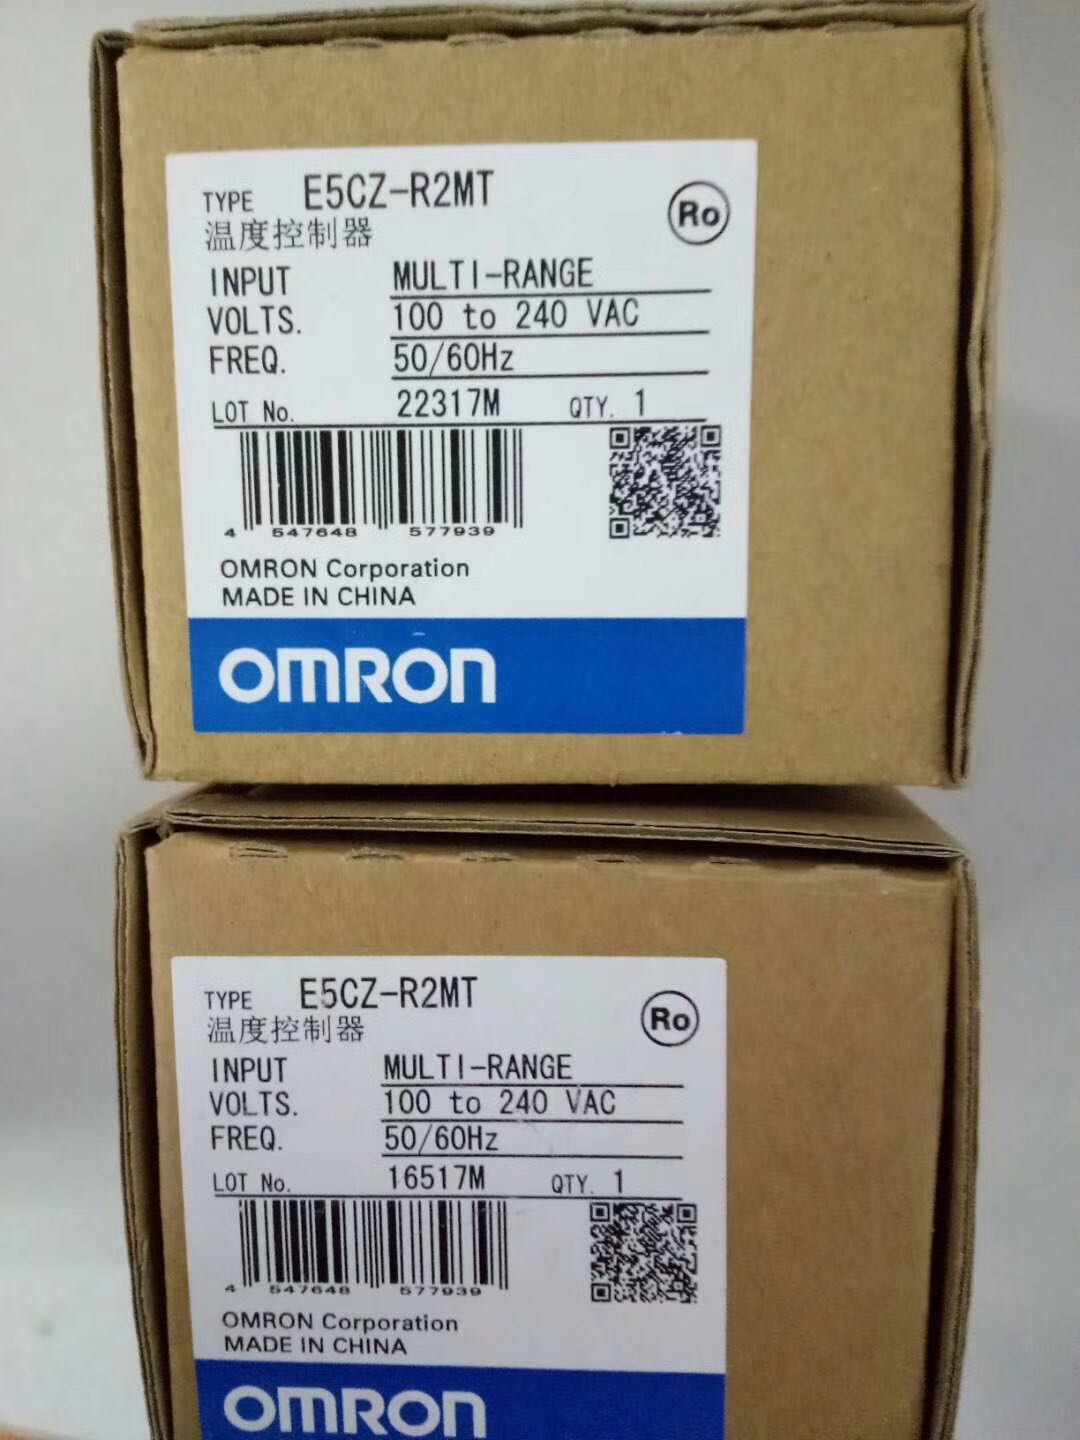 TYPE E5CZ-R2MT
Ro
温度控制器
INPUT MULTI-RANGE
VOLTS. 100 to 240 VAC
FREQ. 50/60Hz
LOT No. 22317M QTY. 1
4 547648 577939
OMRON Corporation
MADE IN CHINA
OMRON
TYPE E5CZ-R2MT
Ro
温度控制器
INPUT MULTI-RANGE
VOLTS. 100 to 240 VAC
FREQ. 50/60Hz
LOT No. 16517M QTY. 1
4 547648 577939
OMRON Corporation
MADE IN CHINA
OMRON